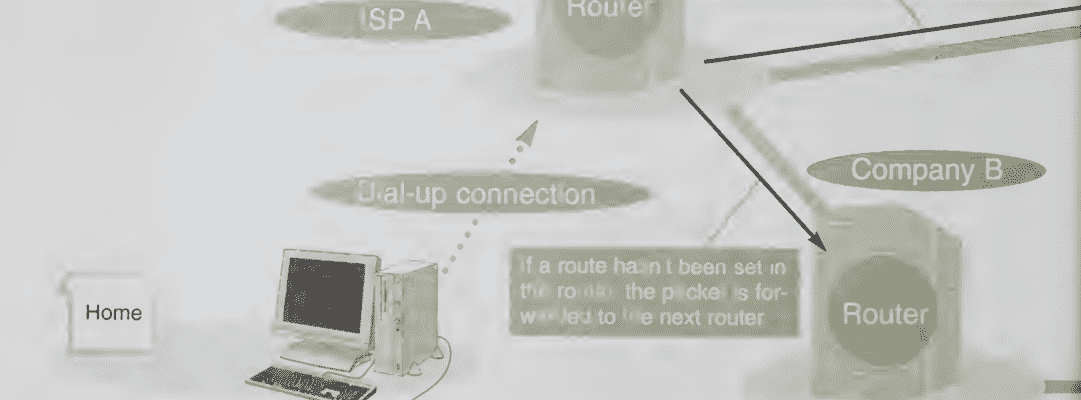 ISP A
Router
Dial-up connection
Company B
If a route hasn't been set in
the router the packet is for-
warded to the next router
Home
Router